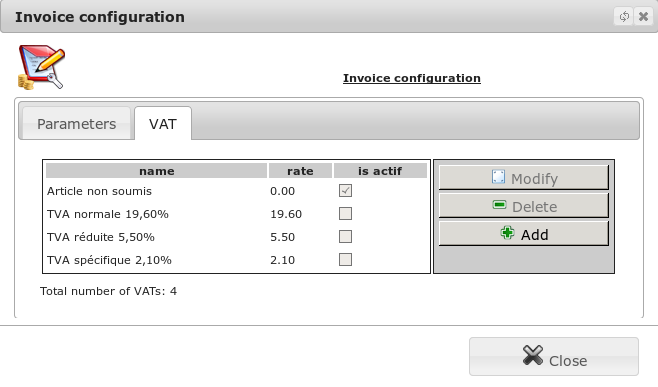 Invoice configuration
Invoice configuration
Parameters VAT
name rate is actif
Article non soumis 0.00
TVA normale 19,60% 19.60
TVA réduite 5,50% 5.50
TVA spécifique 2,10% 2.10
Modify
Delete
Add
Total number of VATs: 4
Close